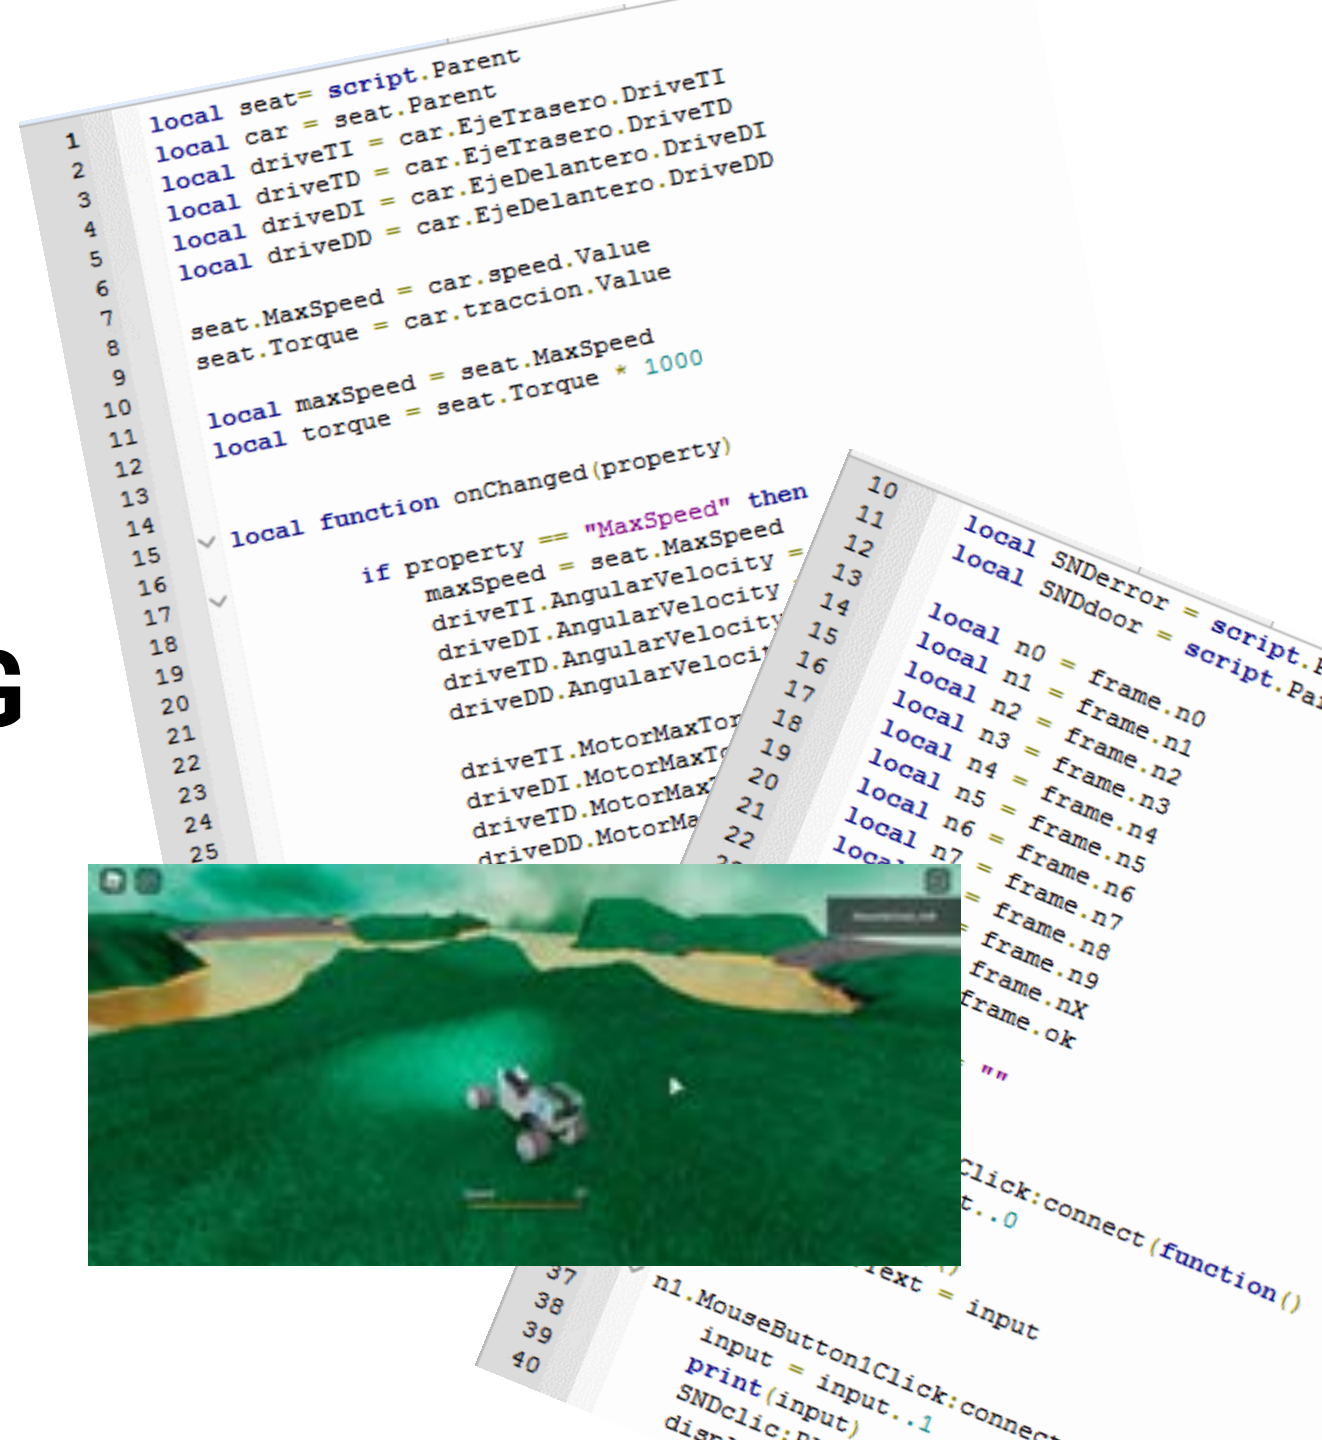 1 local seat= script.Parent
2 local car = seat.Parent
3 local driveTI = car.EjeTrasero.DriveTI
4 local driveTD = car.EjeTrasero.DriveTD
5 local driveDI = car.EjeDelantero.DriveDI
6 local driveDD = car.EjeDelantero.DriveDD
7
8 seat.MaxSpeed = car.speed.Value
9 seat.Torque = car.traccion.Value
10
11 local maxSpeed = seat.MaxSpeed
12 local torque = seat.Torque * 1000
13
14
15 local function onChanged(property)
16
17 if property == "MaxSpeed" then
18 maxSpeed = seat.MaxSpeed
19 driveTI.AngularVelocity =
20 driveDI.AngularVelocity
21 driveTD.AngularVelocity
22 driveDD.AngularVelocit
23
24 driveTI.MotorMaxTor
25 driveDI.MotorMaxTo
driveTD.MotorMaxT
driveDD.MotorMa
G
10 local SNDerror = script.P
11 local SNDdoor = script.Par
12
13 local n0 = frame.n0
14 local n1 = frame.n1
15 local n2 = frame.n2
16 local n3 = frame.n3
17 local n4 = frame.n4
18 local n5 = frame.n5
19 local n6 = frame.n6
20 local n7 = frame.n7
21 local = frame.n8
22 = frame.n9
frame.nX
frame.ok
""
Click:connect(function()
t..0
()
Text = input
37 n1.MouseButton1Click:connect
38 input = input..1
39 print(input)
40 SNDclic:
disp